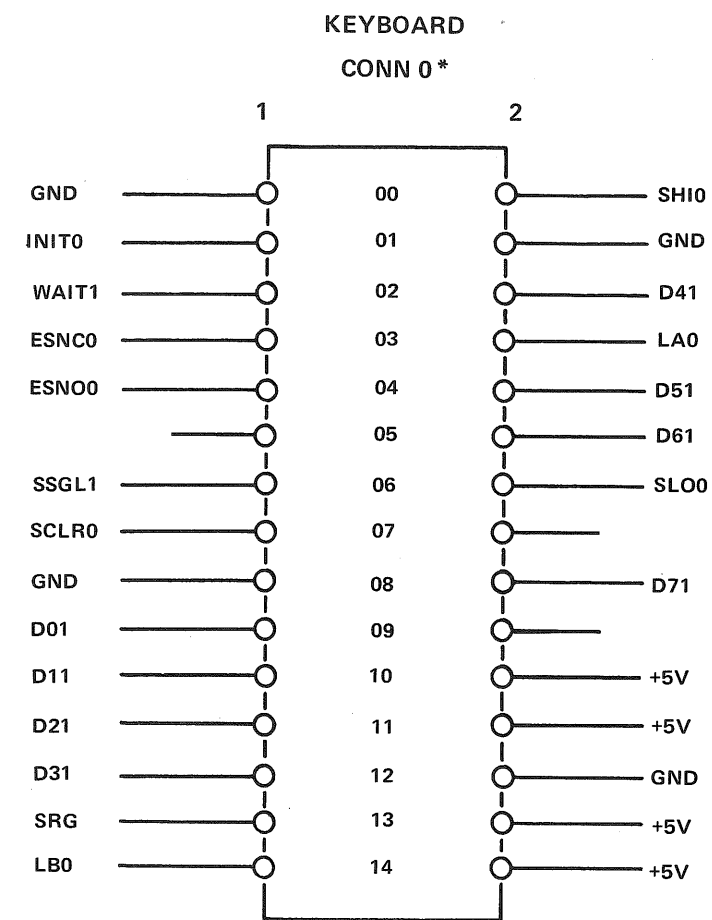 KEYBOARD
CONN 0*
1 2
GND 00 SHI0
INIT0 01 GND
WAIT1 02 D41
ESNC0 03 LA0
ESNO0 04 D51
05 D61
SSGL1 06 SLO0
SCLR0 07
GND 08 D71
D01 09
D11 10 +5V
D21 11 +5V
D31 12 GND
SRG 13 +5V
LB0 14 +5V